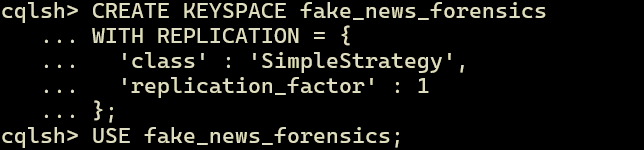 cqlsh> CREATE KEYSPACE fake_news_forensics
   ... WITH REPLICATION = {
   ...   'class' : 'SimpleStrategy',
   ...   'replication_factor' : 1
   ... };
cqlsh> USE fake_news_forensics;